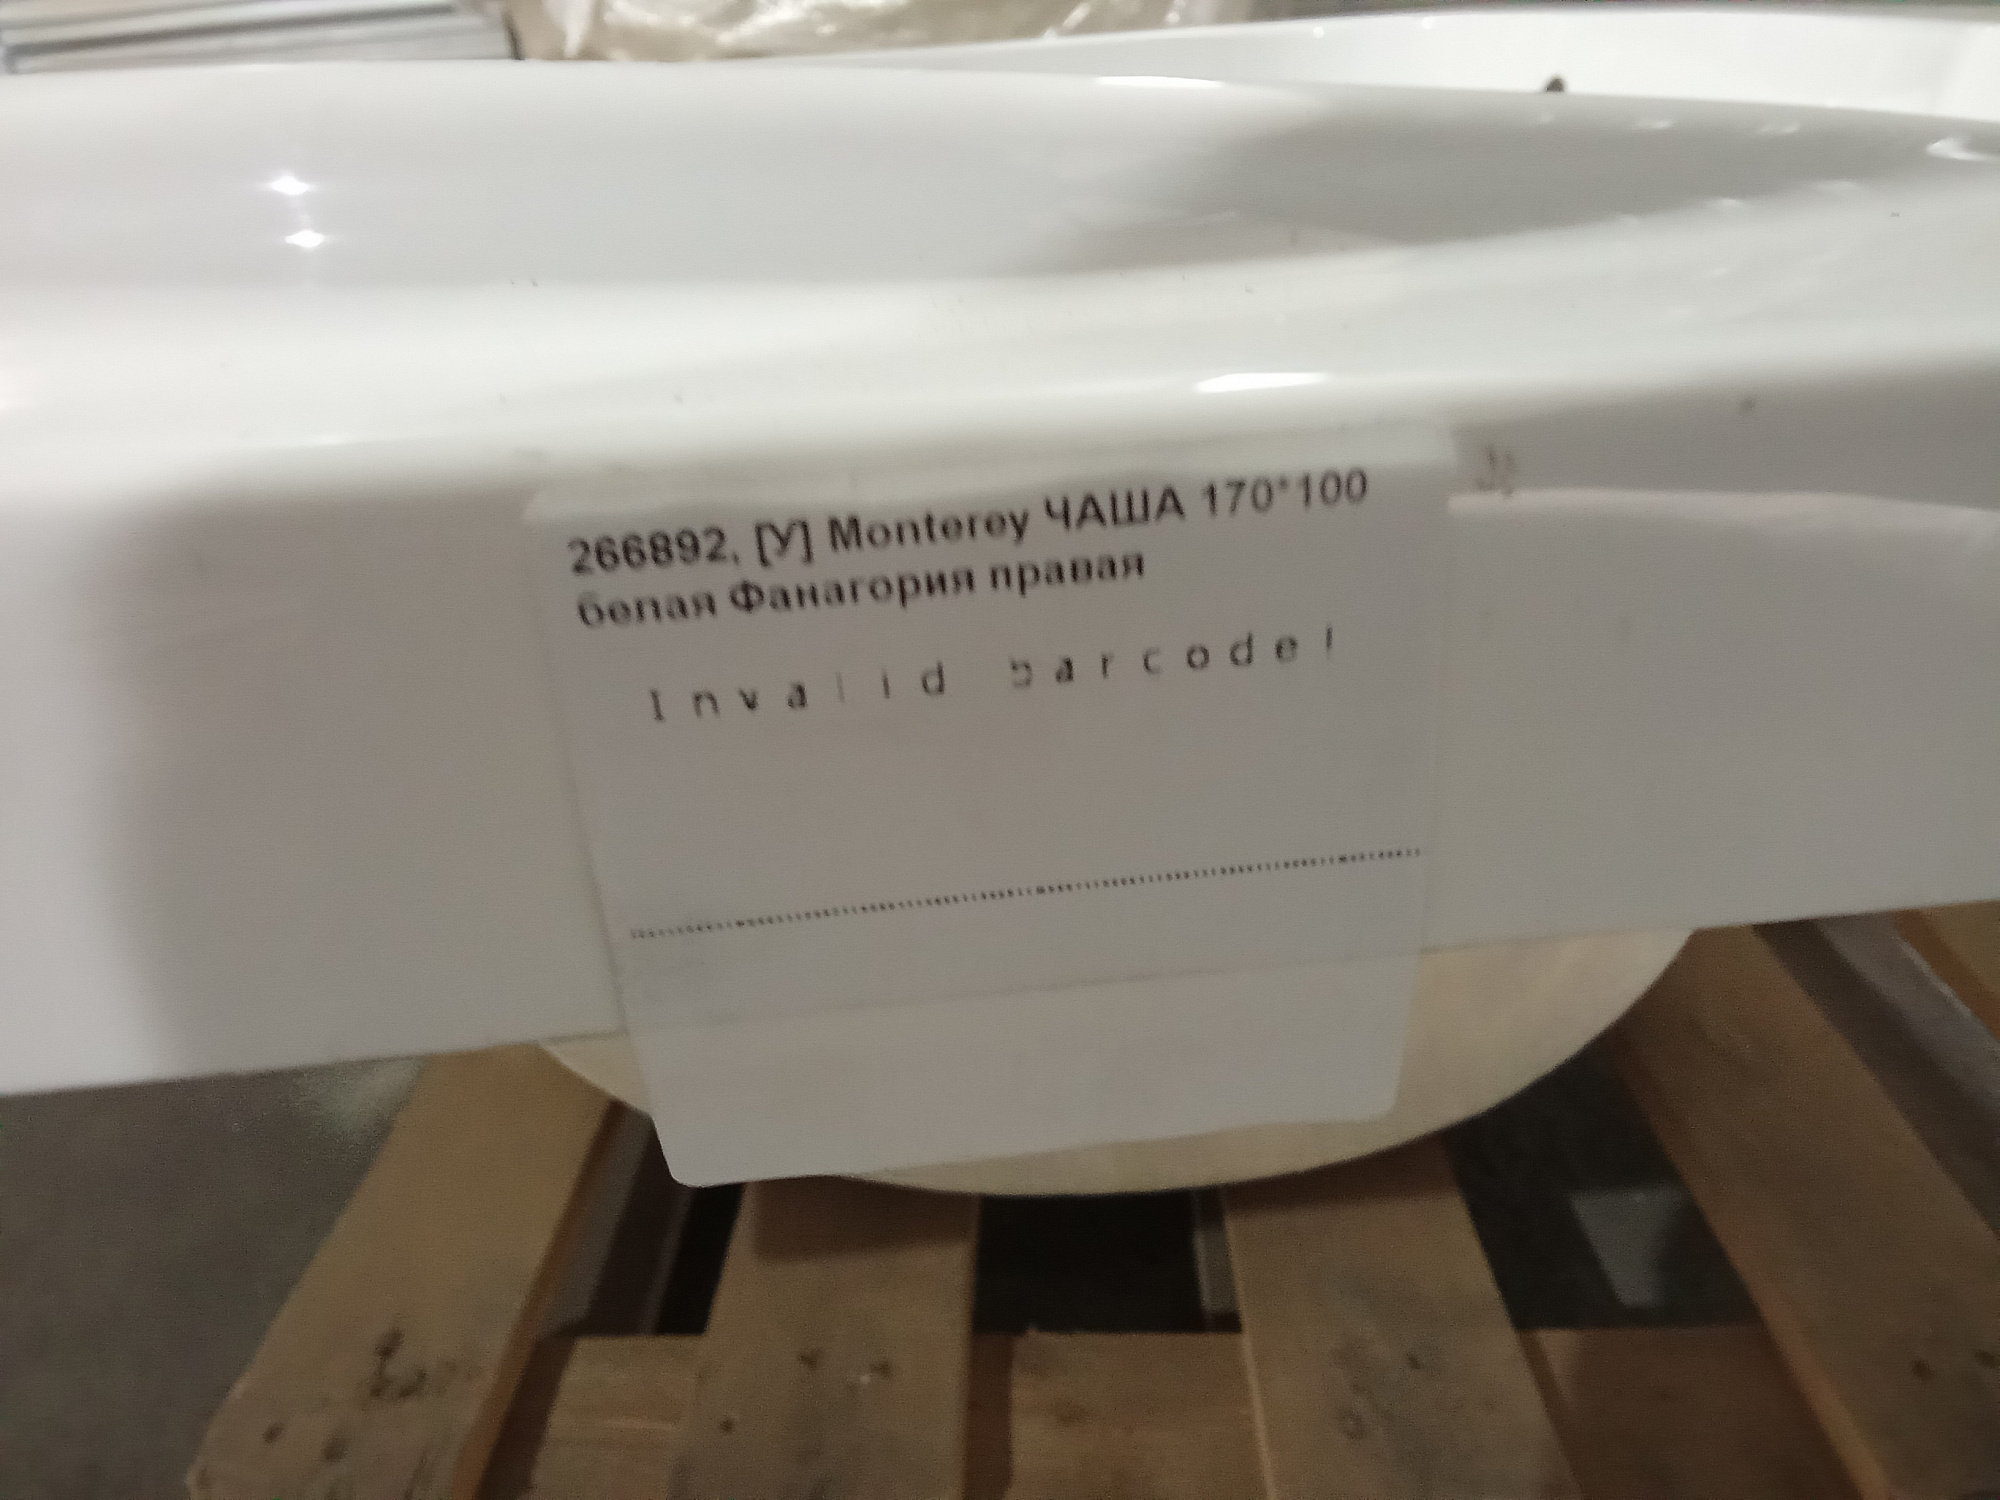 266892, [У] Monterey ЧАША 170*100
белая Фанагория правая
Invalid barcode!